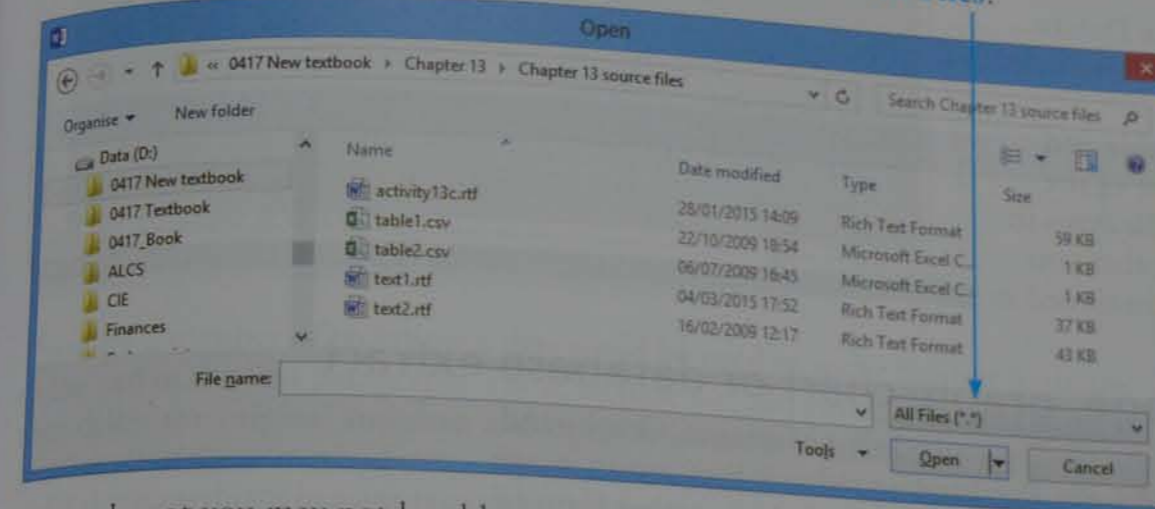 Open
« 0417 New textbook ▸ Chapter 13 ▸ Chapter 13 source files
Search Chapter 13 source files
Organise
New folder
Data (D:)
0417 New textbook
0417 Textbook
0417_Book
ALCS
CIE
Finances
Name
Date modified
Type
Size
activity13c.rtf
28/01/2015 14:09
Rich Text Format
59 KB
table1.csv
22/10/2009 18:54
Microsoft Excel C...
1 KB
table2.csv
06/07/2009 16:45
Microsoft Excel C...
1 KB
text1.rtf
04/03/2015 17:52
Rich Text Format
37 KB
text2.rtf
16/02/2009 12:17
Rich Text Format
43 KB
File name:
All Files (*.*)
Tools
Open
Cancel